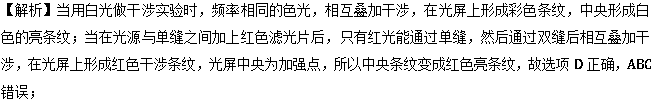 【解析】当用白光做干涉实验时，频率相同的色光，相互叠加干涉，在光屏上形成彩色条纹，中央形成白
色的亮条纹；当在光源与单缝之间加上红色滤光片后，只有红光能通过单缝，然后通过双缝后相互叠加干
涉，在光屏上形成红色干涉条纹，光屏中央为加强点，所以中央条纹变成红色亮条纹，故选项 D 正确，ABC
错误；